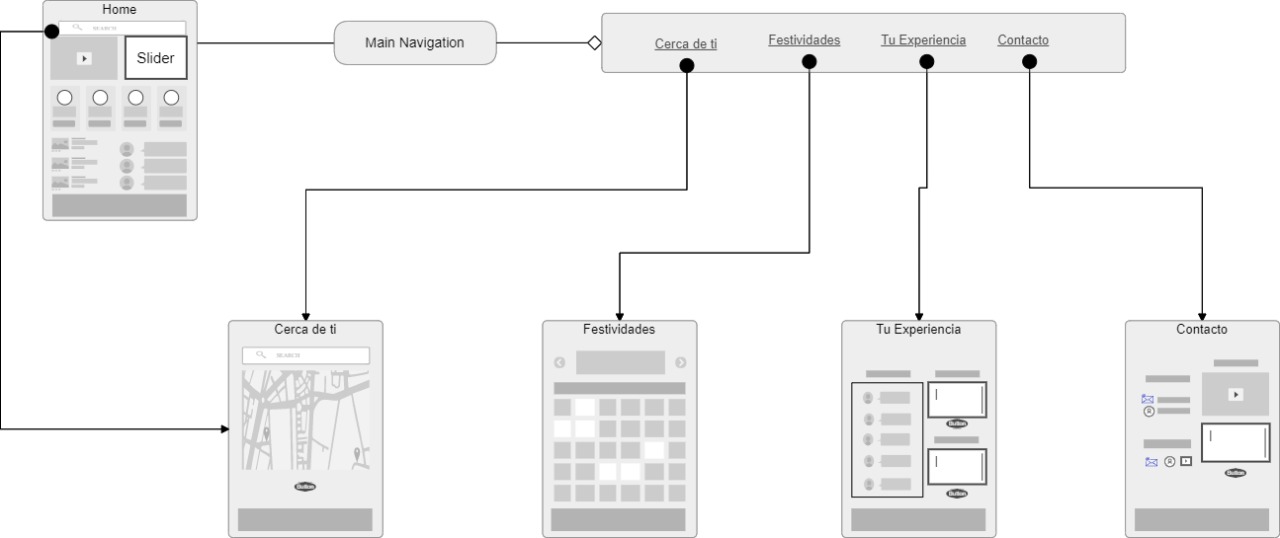 Home
SEARCH
Slider
Main Navigation
Cerca de ti
Festividades
Tu Experiencia
Contacto
Cerca de ti
SEARCH
Button
Festividades
Tu Experiencia
Button
Button
Contacto
Button